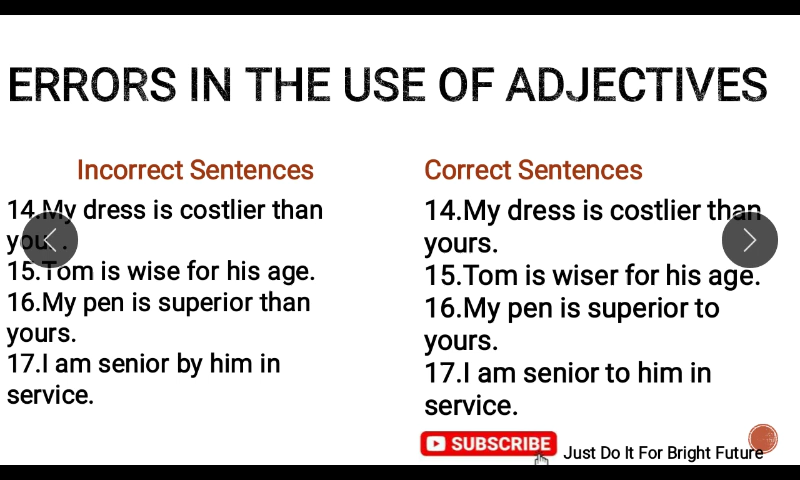 ERRORS IN THE USE OF ADJECTIVES
Incorrect Sentences
14.My dress is costlier than
15.Tom is wise for his age.
16.My pen is superior than
yours.
17.I am senior by him in
service.
Correct Sentences
14.My dress is costlier than
yours.
15.Tom is wiser for his age.
16.My pen is superior to
yours.
17.I am senior to him in
service.
SUBSCRIBE
Just Do It For Bright Future